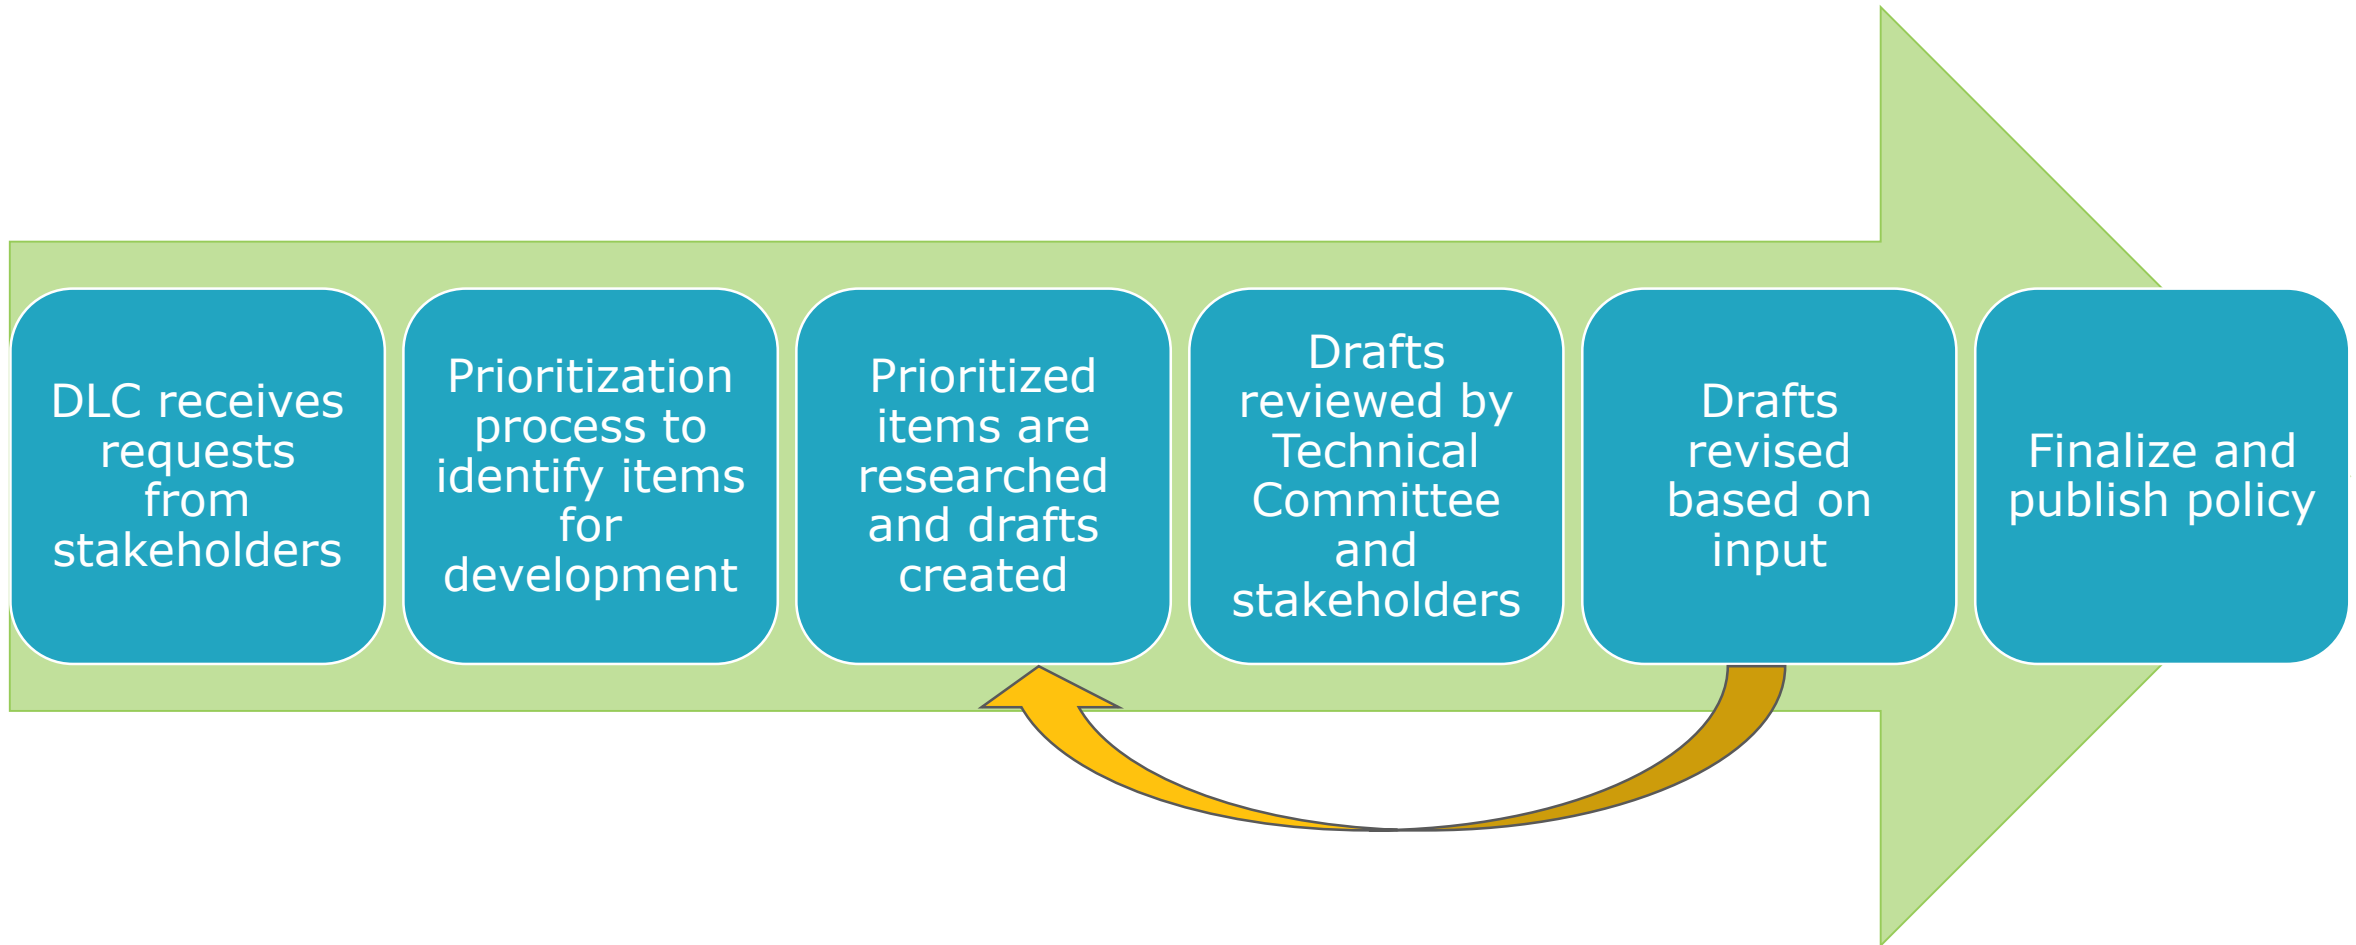 DLC receives
requests
from
stakeholders
Prioritization
process to
identify items
for
development
Prioritized
items are
researched
and drafts
created
Drafts
reviewed by
Technical
Committee
and
stakeholders
Drafts
revised
based on
input
Finalize and
publish policy